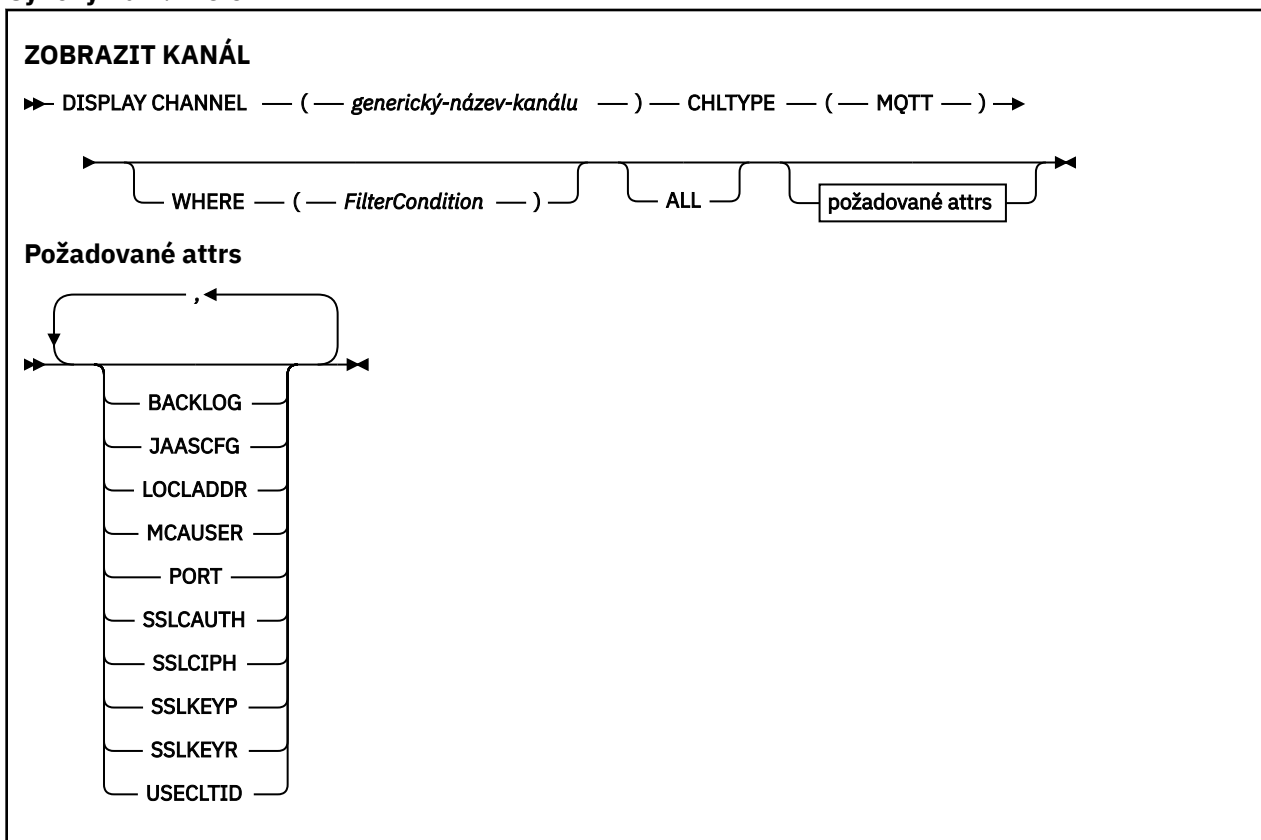 ZOBRAZIT KANÁL
DISPLAY CHANNEL ( generický-název-kanálu ) CHLTYPE ( MQTT )
WHERE ( FilterCondition ) ALL požadované attrs
Požadované attrs
,
BACKLOG
JAASCFG
LOCLADDR
MCAUSER
PORT
SSLCAUTH
SSLCIPH
SSLKEYP
SSLKEYR
USECLTID